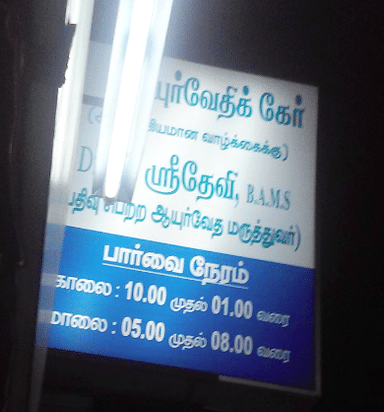 யுர்வேதிக் கேர்
யமான வாழ்க்கைக்கு)
D ஸ்ரீதேவி, B.A.M.S
பதிவு பெற்ற ஆயுர்வேத மருத்துவர்)
பார்வை நேரம்
காலை : 10.00 முதல் 01.00 வரை
மாலை : 05.00 முதல் 08.00 வரை